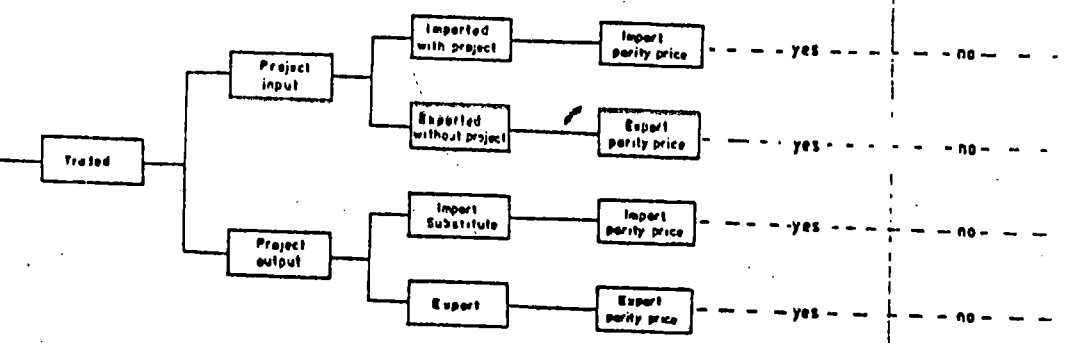 Traded
Project
input
Project
output
Imported
with project
Exported
without project
Import
Substitute
Export
Import
parity price
Export
parity price
Import
parity price
Export
parity price
yes
no
yes
no
yes
no
yes
no